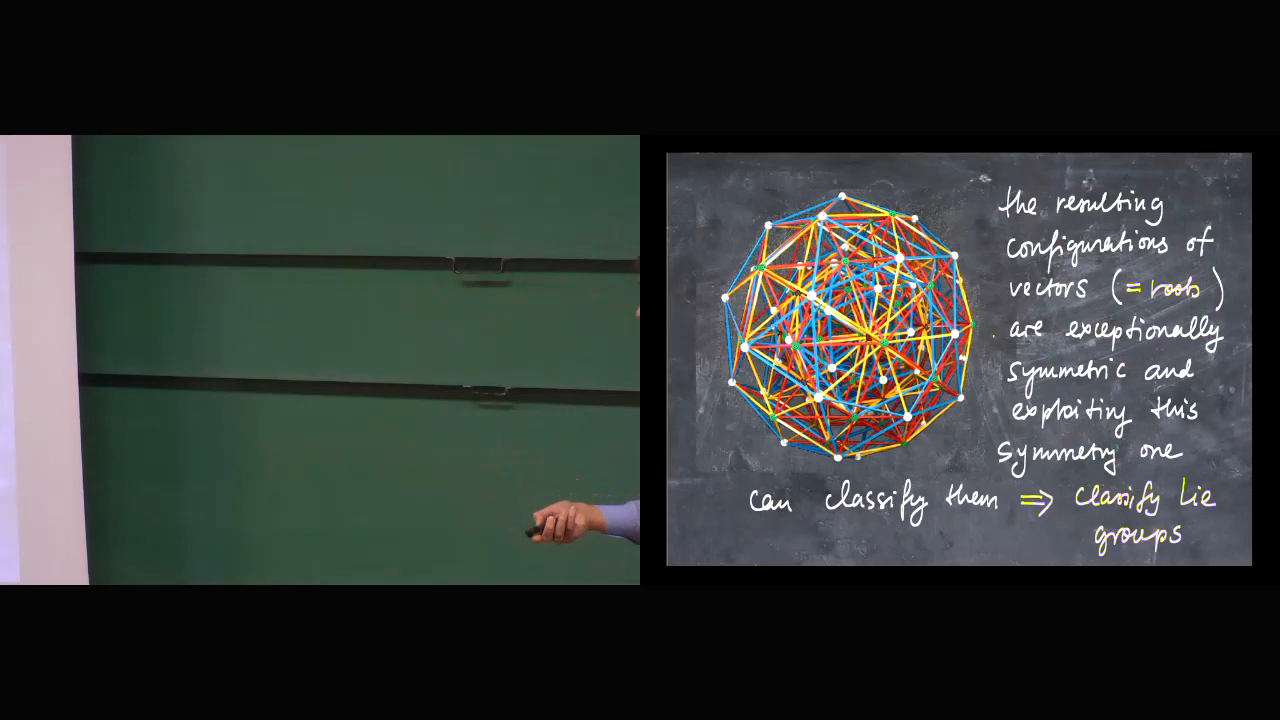 the resulting
configurations of
vectors (= roots)
are exceptionally
symmetric and
exploiting this
symmetry one
can classify them ⇒ classify Lie
groups